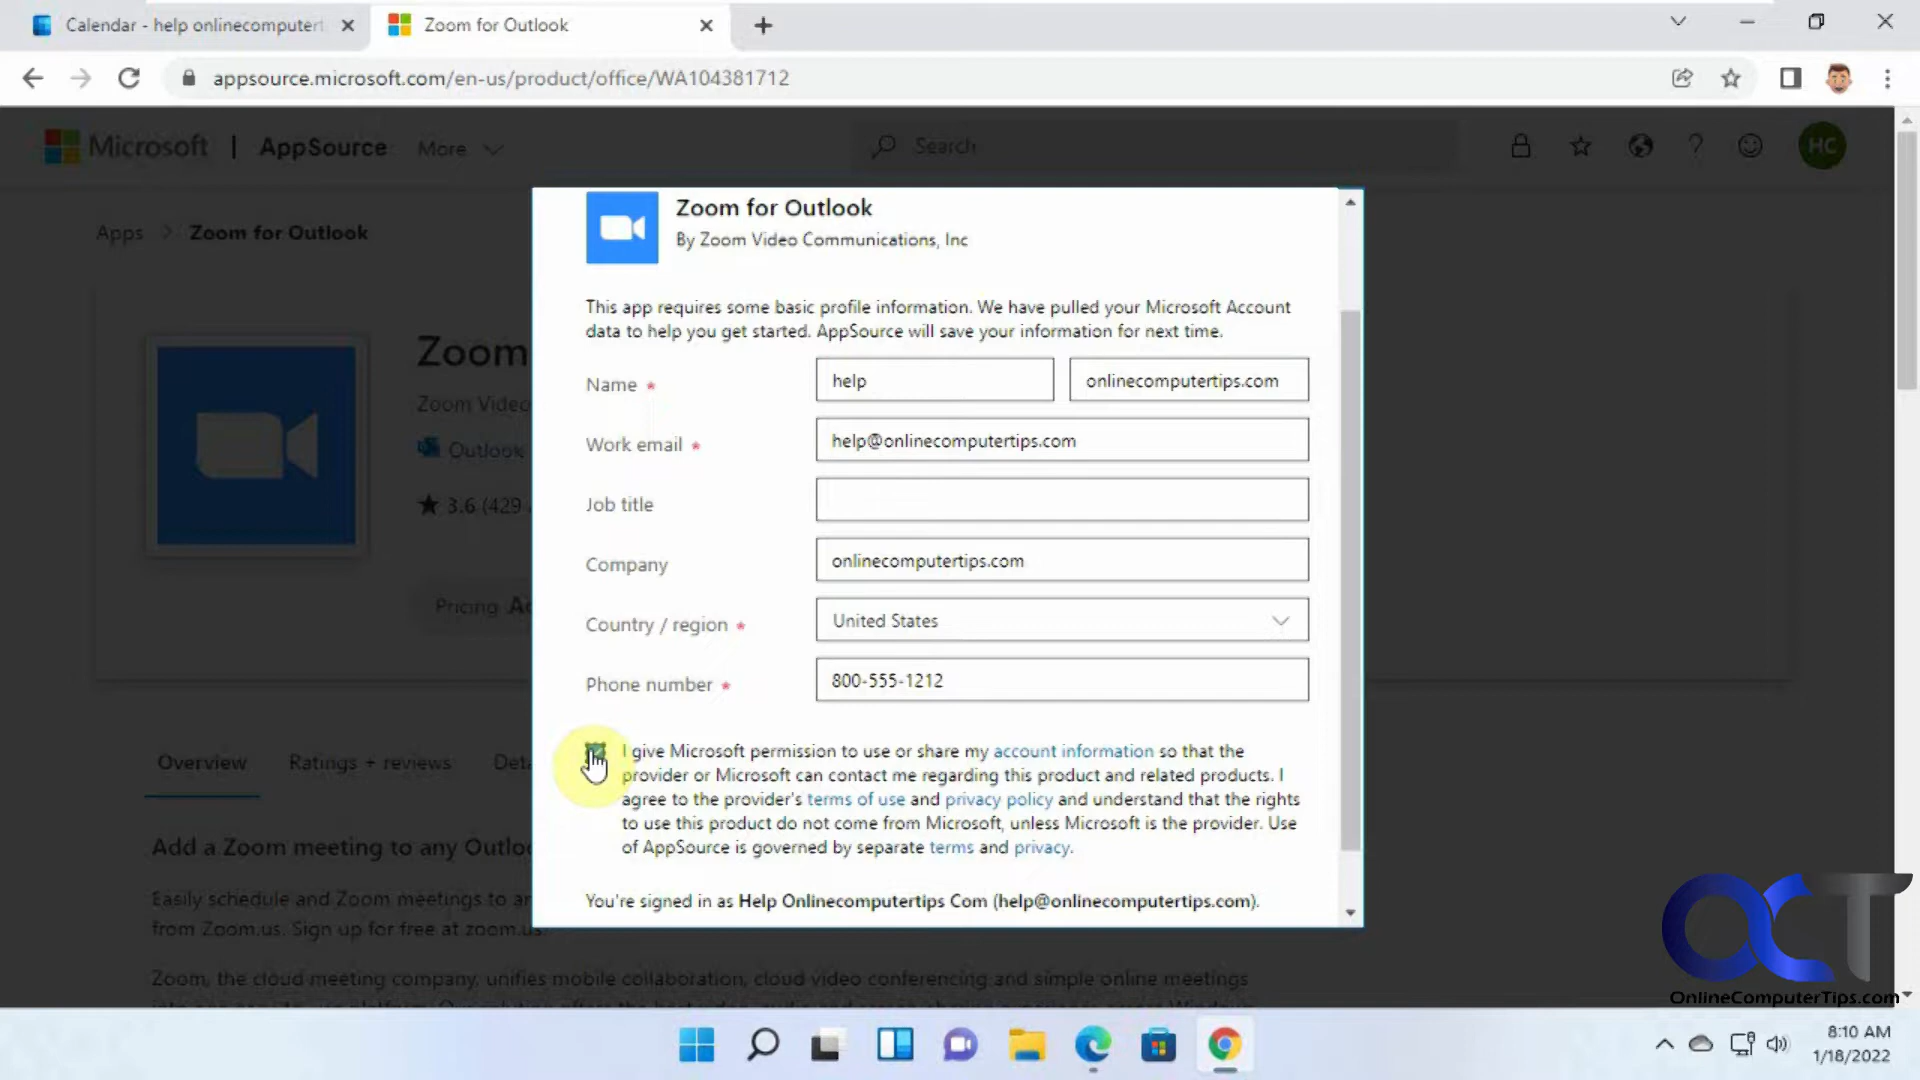 Calendar - help onlinecomputert
Zoom for Outlook
appsource.microsoft.com/en-us/product/office/WA104381712
Microsoft | AppSource More
Search
HC
Apps > Zoom for Outlook
Zoom for Outlook
By Zoom Video Communications, Inc
This app requires some basic profile information. We have pulled your Microsoft Account
data to help you get started. AppSource will save your information for next time.
Name * help onlinecomputertips.com
Work email * help@onlinecomputertips.com
Job title
Company onlinecomputertips.com
Country / region * United States
Phone number * 800-555-1212
I give Microsoft permission to use or share my account information so that the
provider or Microsoft can contact me regarding this product and related products. I
agree to the provider's terms of use and privacy policy and understand that the rights
to use this product do not come from Microsoft, unless Microsoft is the provider. Use
of AppSource is governed by separate terms and privacy.
You're signed in as Help Onlinecomputertips Com (help@onlinecomputertips.com).
Zoom
Zoom Video
Outlook
3.6 (429
Pricing
Overview Ratings + reviews Deta
Add a Zoom meeting to any Outlo
Easily schedule and Zoom meetings to a
from Zoom.us. Sign up for free at zoom.us.
Zoom, the cloud meeting company, unifies mobile collaboration, cloud video conferencing and simple online meetings
OCT
OnlineComputerTips.com
8:10 AM
1/18/2022